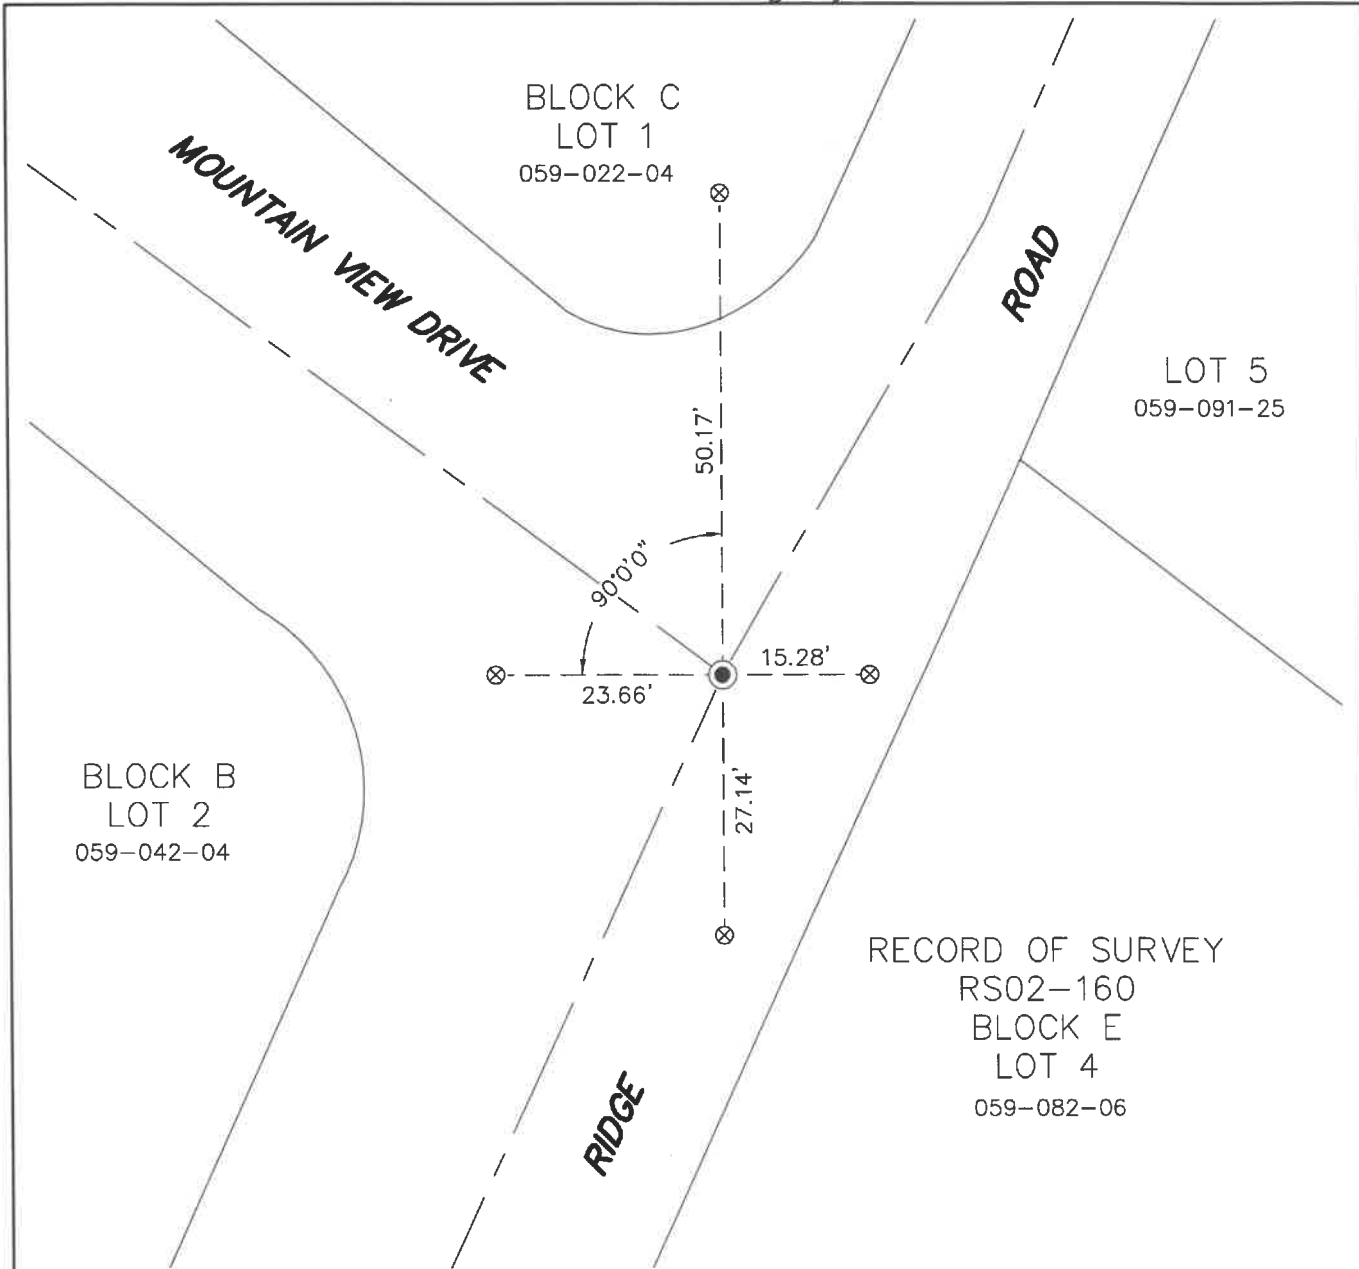 BLOCK C
LOT 1
059-022-04
MOUNTAIN VIEW DRIVE
ROAD
LOT 5
059-091-25
50.17'
90°0'0"
15.28'
23.66'
27.14'
BLOCK B
LOT 2
059-042-04
RECORD OF SURVEY
RS02-160
BLOCK E
LOT 4
059-082-06
RIDGE